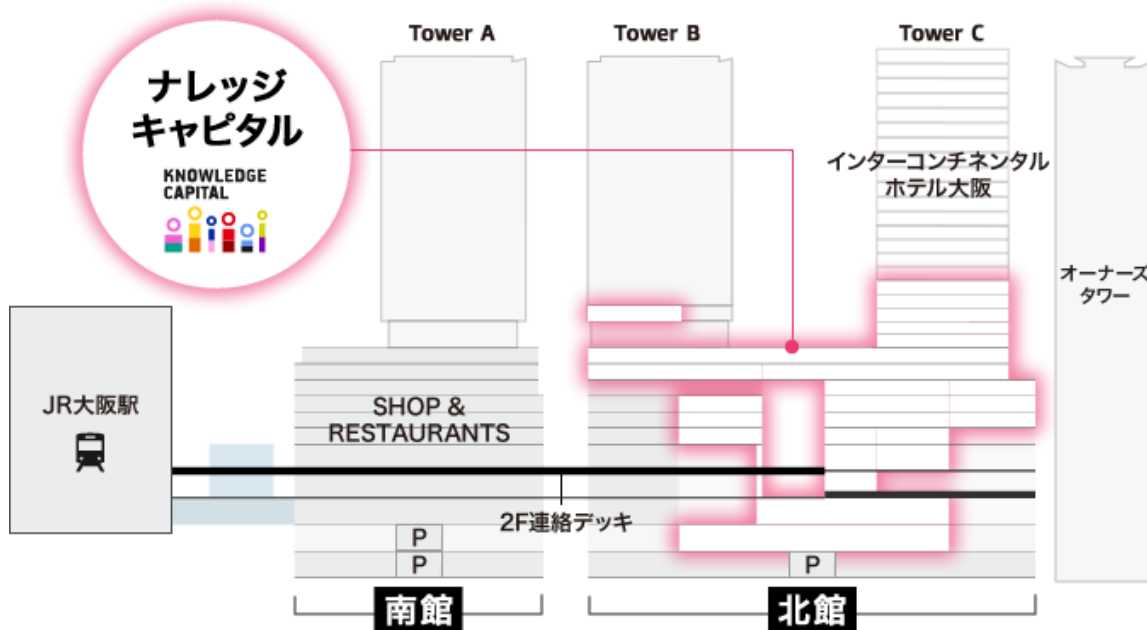 Tower A
Tower B
Tower C
ナレッジ
キャピタル
KNOWLEDGE
CAPITAL
インターコンチネンタル
ホテル大阪
オーナーズ
タワー
JR大阪駅
SHOP &
RESTAURANTS
2F連絡デッキ
P
P
P
南館
北館